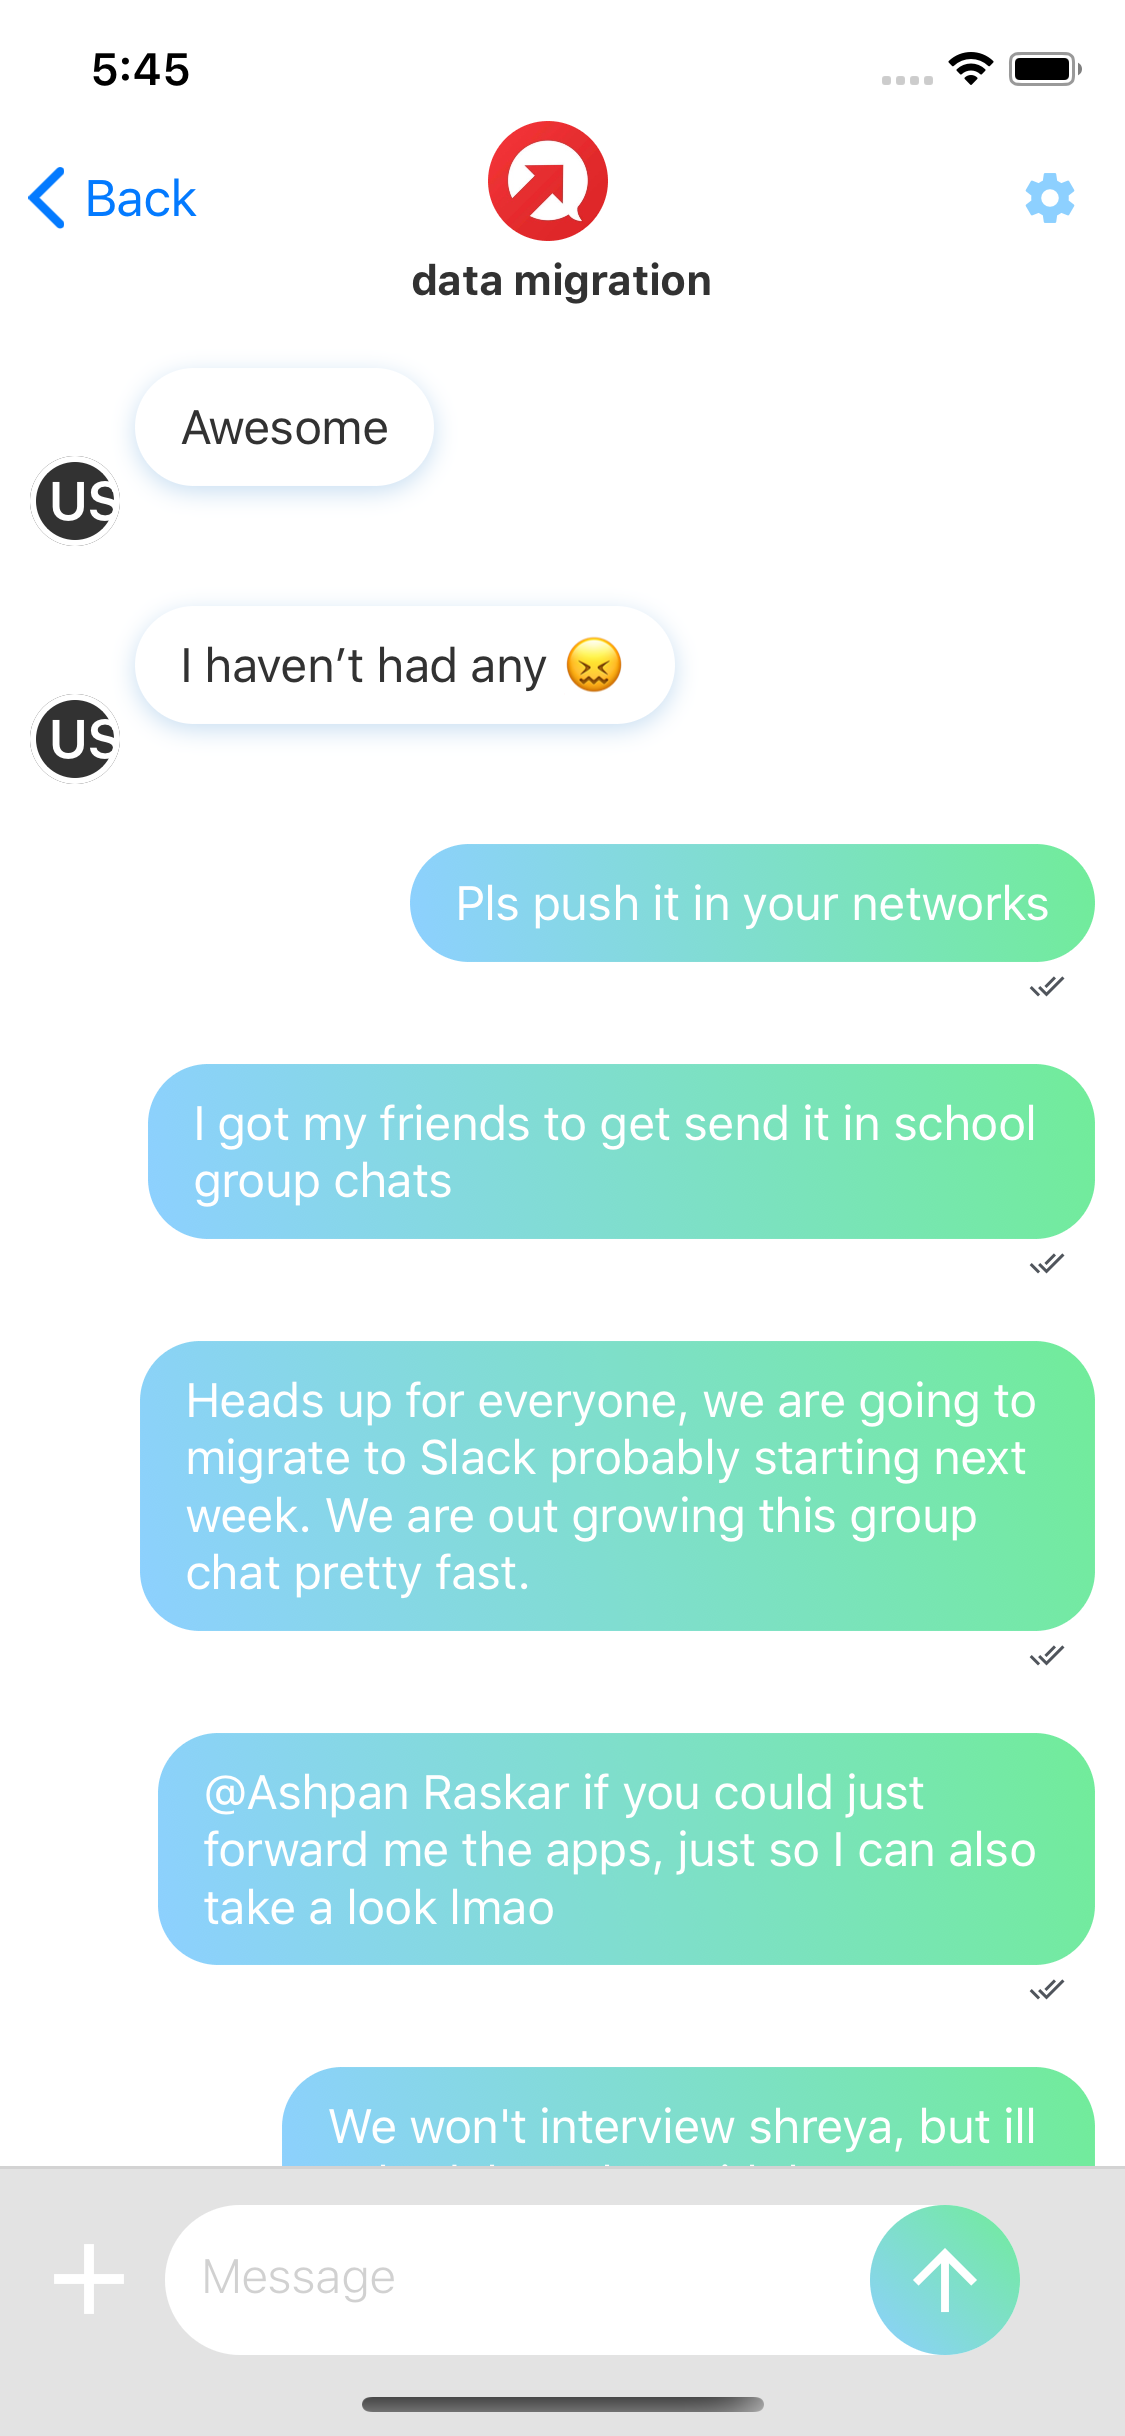 5:45
Back
data migration
Awesome
US
I haven’t had any 😖
US
Pls push it in your networks
I got my friends to get send it in school
group chats
Heads up for everyone, we are going to
migrate to Slack probably starting next
week. We are out growing this group
chat pretty fast.
@Ashpan Raskar if you could just
forward me the apps, just so I can also
take a look lmao
We won't interview shreya, but ill
Message